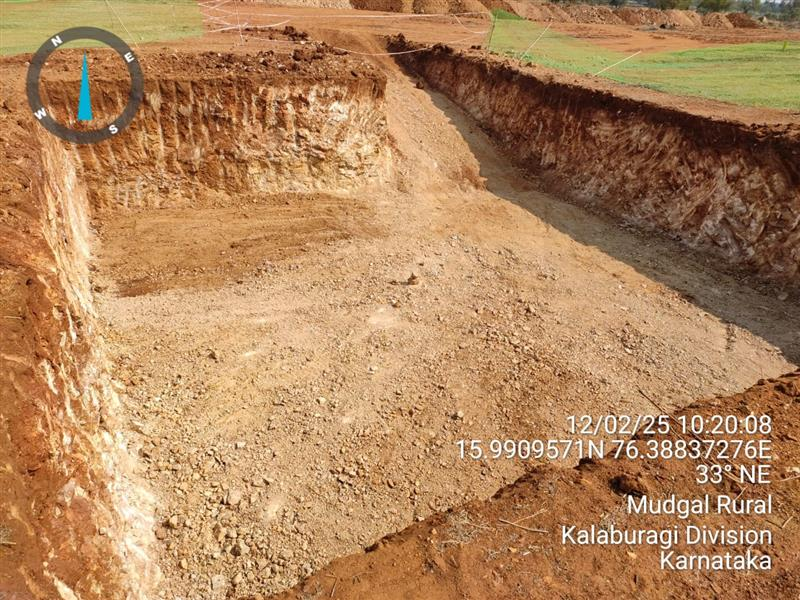 N
E
W
S
12/02/25 10:20:08
15.9909571N 76.38837276E
33° NE
Mudgal Rural
Kalaburagi Division
Karnataka